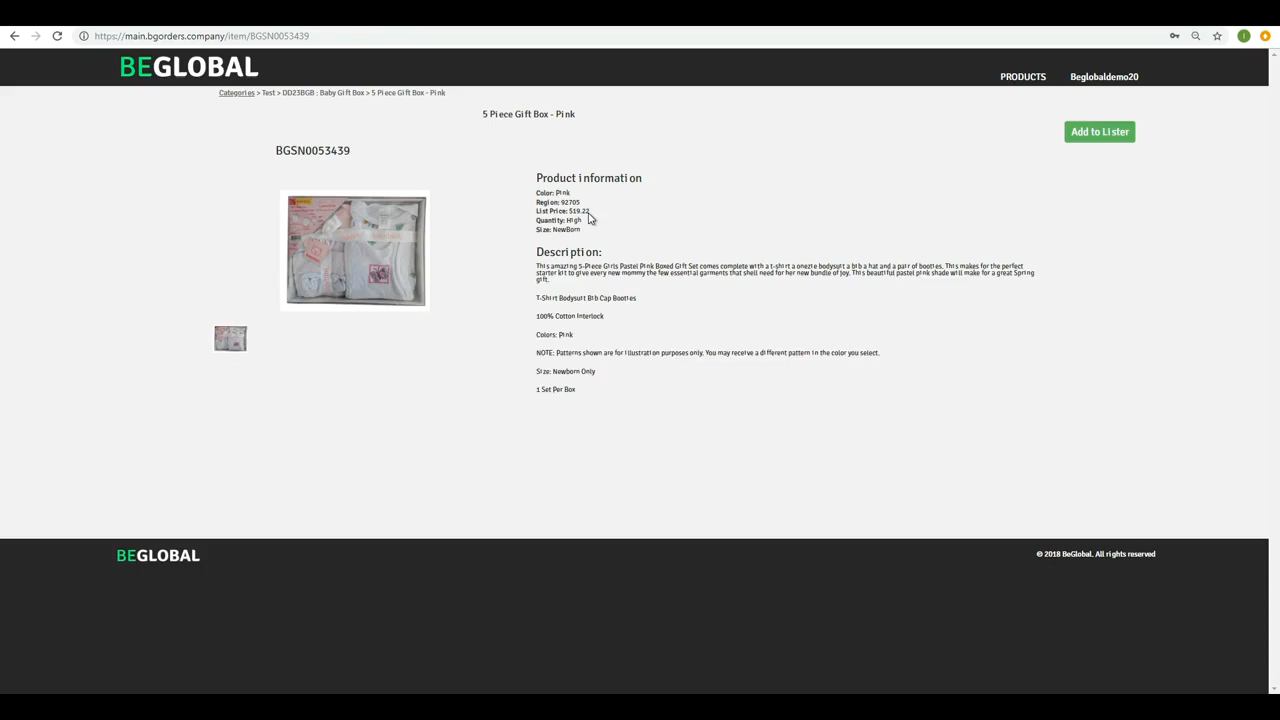 https://main.bgorders.company/item/BGSN0053439
BEGLOBAL
PRODUCTS
Beglobaldemo20
Categories > Test > DD23BGB : Baby Gift Box > 5 Piece Gift Box - Pink
5 Piece Gift Box - Pink
Add to Lister
BGSN0053439
Product information
Color: Pink
Region: 92705
List Price: $19.22
Quantity: High
Size: NewBorn
Description:
This amazing 5-Piece Girls Pastel Pink Boxed Gift Set comes complete with a t-shirt a onezie bodysuit a bib a hat and a pair of booties. This makes for the perfect
starter kit to give every new mommy the few essential garments that shell need for her new bundle of joy. This beautiful pastel pink shade will make for a great Spring
gift.
T-Shirt Bodysuit Bib Cap Booties
100% Cotton Interlock
Colors: Pink
NOTE: Patterns shown are for illustration purposes only. You may receive a different pattern in the color you select.
Size: Newborn Only
1 Set Per Box
BEGLOBAL
© 2018 BeGlobal. All rights reserved